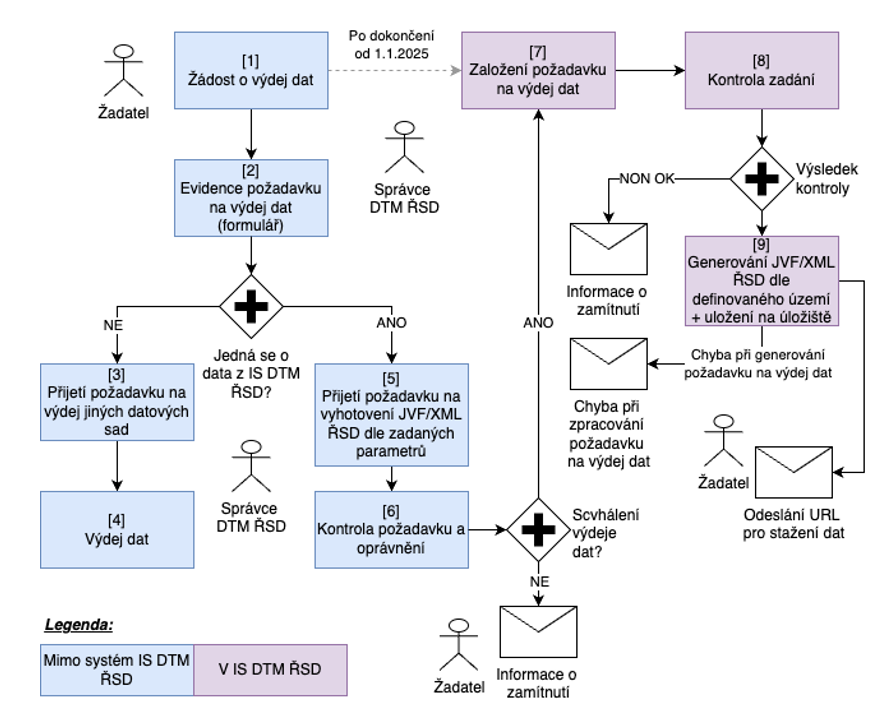 [1]
Žádost o výdej dat
Po dokončení
od 1.1.2025
[7]
Založení požadavku
na výdej dat
[8]
Kontrola zadání
Žadatel
[2]
Evidence požadavku
na výdej dat
(formulář)
Správce
DTM ŘSD
NON OK
Výsledek
kontroly
Informace o
zamítnutí
[9]
Generování JVF/XML
ŘSD dle
definovaného území
+ uložení na úložiště
NE
Jedná se o
data z IS DTM
ŘSD?
ANO
ANO
Chyba při generování
požadavku na výdej dat
[3]
Přijetí požadavku na
výdej jiných datových
sad
[5]
Přijetí požadavku na
vyhotovení JVF/XML
ŘSD dle zadaných
parametrů
Chyba při
zpracování
požadavku
na výdej dat
Žadatel
[4]
Výdej dat
Správce
DTM ŘSD
[6]
Kontrola požadavku a
oprávnění
Scvhálení
výdeje
dat?
Odeslání URL
pro stažení dat
NE
Legenda:
Mimo systém IS DTM
ŘSD
V IS DTM ŘSD
Žadatel
Informace o
zamítnutí